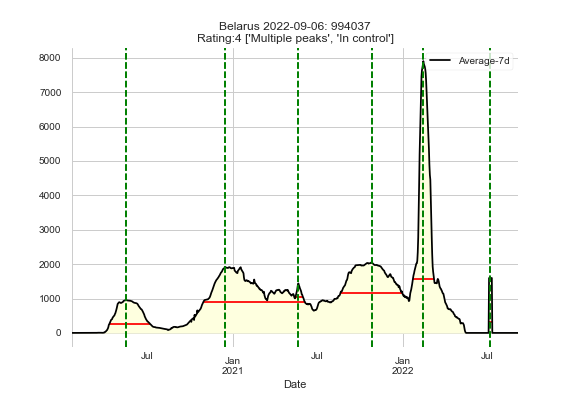 Belarus 2022-09-06: 994037
Rating:4 ['Multiple peaks', 'In control']
Average-7d
8000
7000
6000
5000
4000
3000
2000
1000
0
Jul
Jan
2021
Jul
Jan
2022
Jul
Date